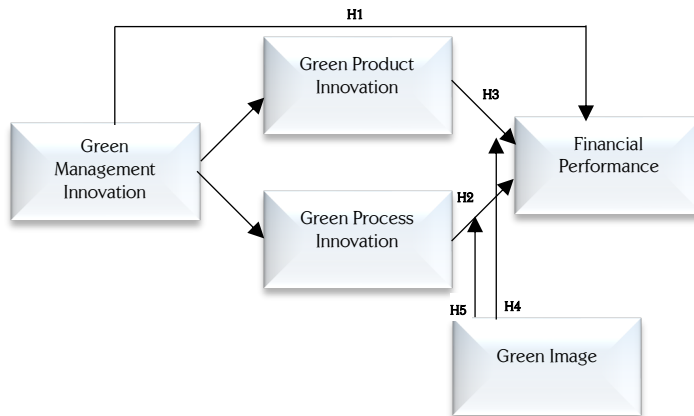 H1
Green Product
Innovation
H3
Green
Management
Innovation
Financial
Performance
Green Process
Innovation
H2
H5
H4
Green Image